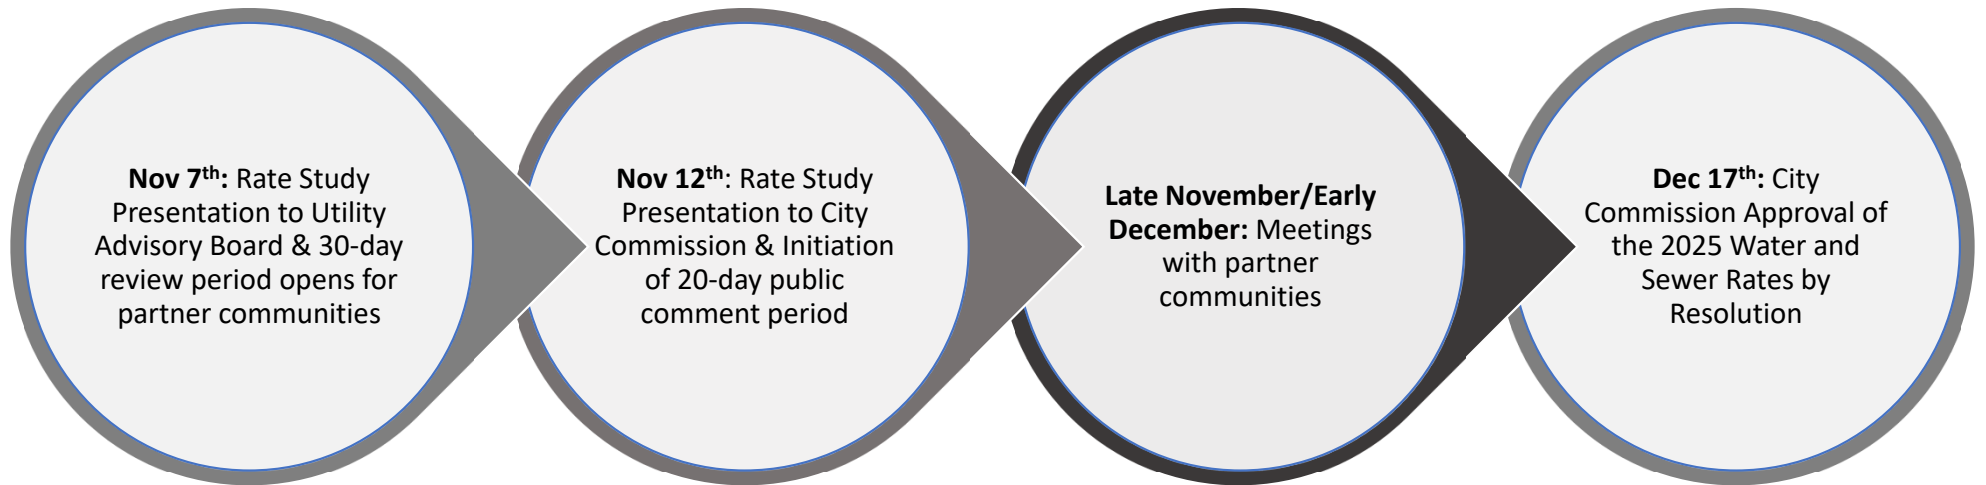 Nov 7th: Rate Study
Presentation to Utility
Advisory Board & 30-day
review period opens for
partner communities
Nov 12th: Rate Study
Presentation to City
Commission & Initiation
of 20-day public
comment period
Late November/Early
December: Meetings
with partner
communities
Dec 17th: City
Commission Approval of
the 2025 Water and
Sewer Rates by
Resolution